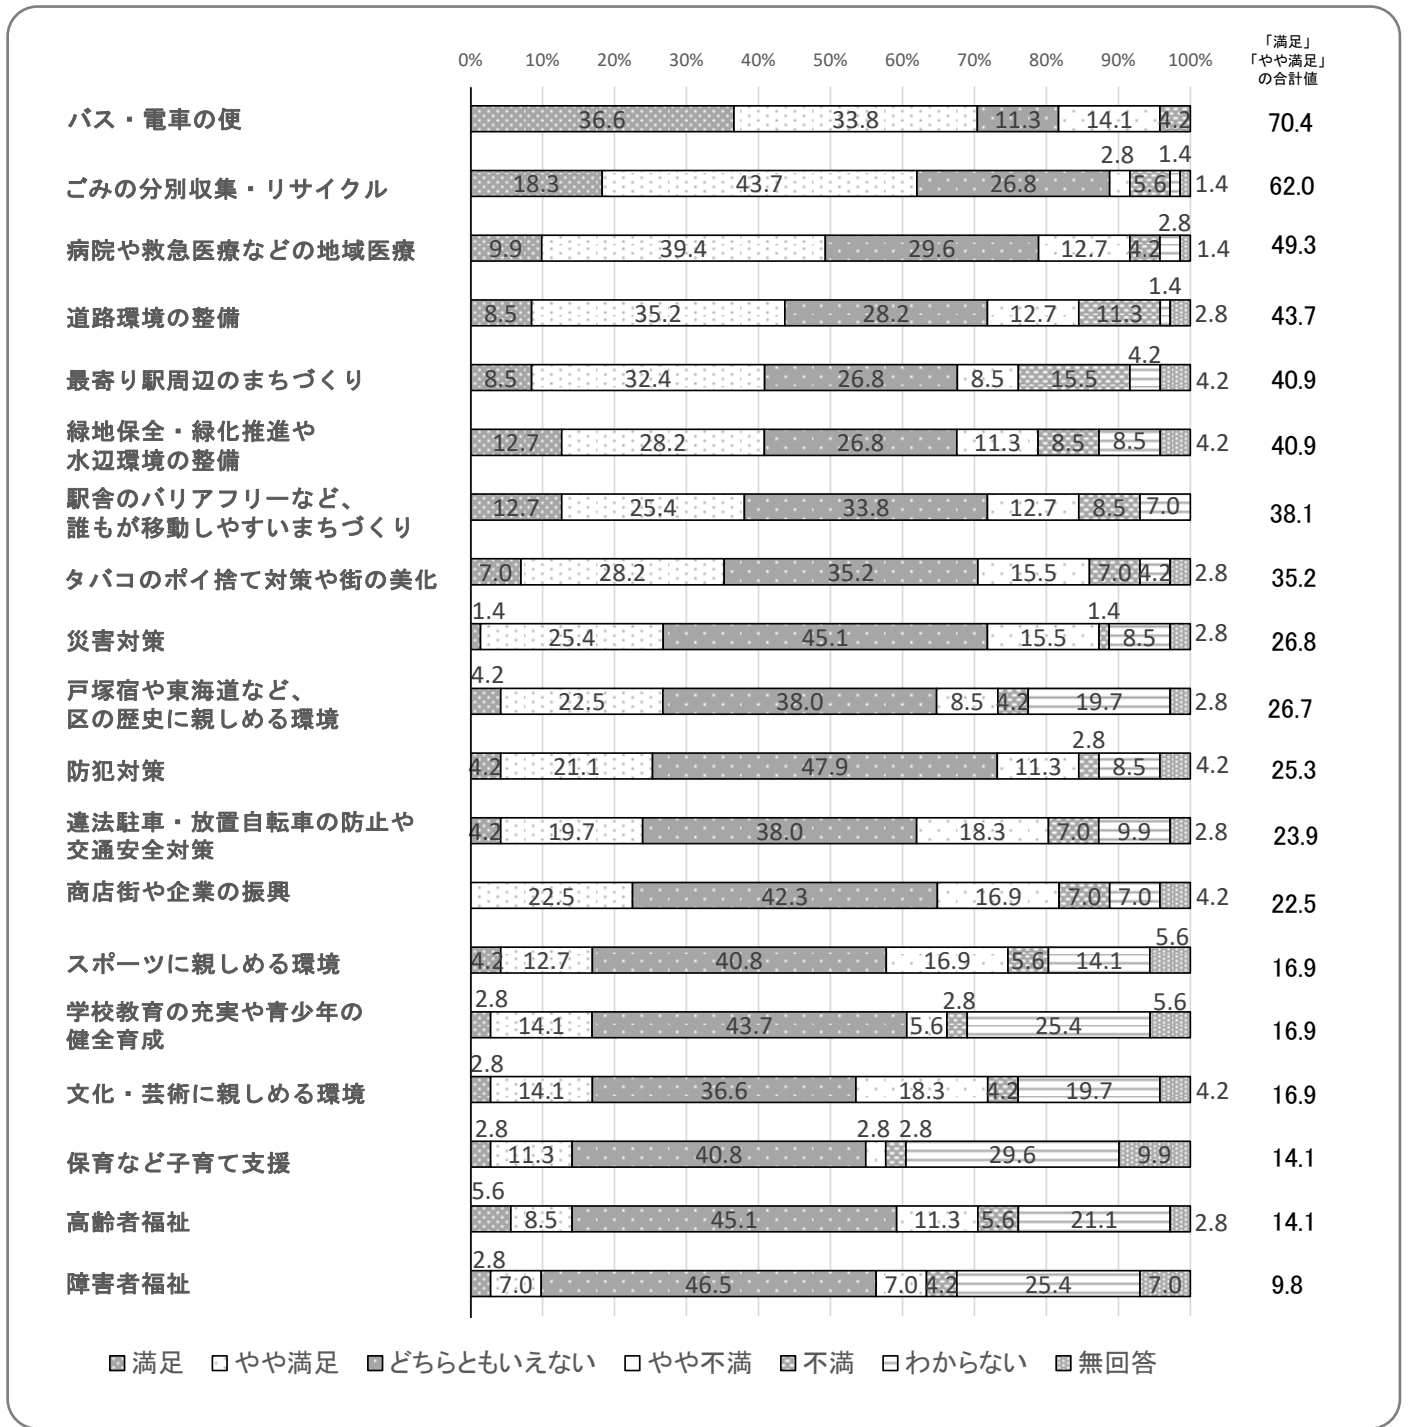 「満足」
「やや満足」
の合計値
0% 10% 20% 30% 40% 50% 60% 70% 80% 90% 100%
バス・電車の便 36.6 33.8 11.3 14.1 4.2 70.4
2.8 1.4
ごみの分別収集・リサイクル 18.3 43.7 26.8 5.6 1.4 62.0
2.8
病院や救急医療などの地域医療 9.9 39.4 29.6 12.7 4.2 1.4 49.3
1.4
道路環境の整備 8.5 35.2 28.2 12.7 11.3 2.8 43.7
4.2
最寄り駅周辺のまちづくり 8.5 32.4 26.8 8.5 15.5 4.2 40.9
緑地保全・緑化推進や
水辺環境の整備 12.7 28.2 26.8 11.3 8.5 8.5 4.2 40.9
駅舎のバリアフリーなど、
誰もが移動しやすいまちづくり 12.7 25.4 33.8 12.7 8.5 7.0 38.1
タバコのポイ捨て対策や街の美化 7.0 28.2 35.2 15.5 7.0 4.2 2.8 35.2
1.4 1.4
災害対策 25.4 45.1 15.5 8.5 2.8 26.8
4.2
戸塚宿や東海道など、
区の歴史に親しめる環境 22.5 38.0 8.5 4.2 19.7 2.8 26.7
2.8
防犯対策 4.2 21.1 47.9 11.3 8.5 4.2 25.3
違法駐車・放置自転車の防止や
交通安全対策 4.2 19.7 38.0 18.3 7.0 9.9 2.8 23.9
商店街や企業の振興 22.5 42.3 16.9 7.0 7.0 4.2 22.5
5.6
スポーツに親しめる環境 4.2 12.7 40.8 16.9 5.6 14.1 16.9
2.8 2.8 5.6
学校教育の充実や青少年の
健全育成 14.1 43.7 5.6 25.4 16.9
2.8
文化・芸術に親しめる環境 14.1 36.6 18.3 4.2 19.7 4.2 16.9
2.8 2.8 2.8
保育など子育て支援 11.3 40.8 29.6 9.9 14.1
5.6
高齢者福祉 8.5 45.1 11.3 5.6 21.1 2.8 14.1
2.8
障害者福祉 7.0 46.5 7.0 4.2 25.4 7.0 9.8
満足 やや満足 どちらともいえない やや不満 不満 わからない 無回答